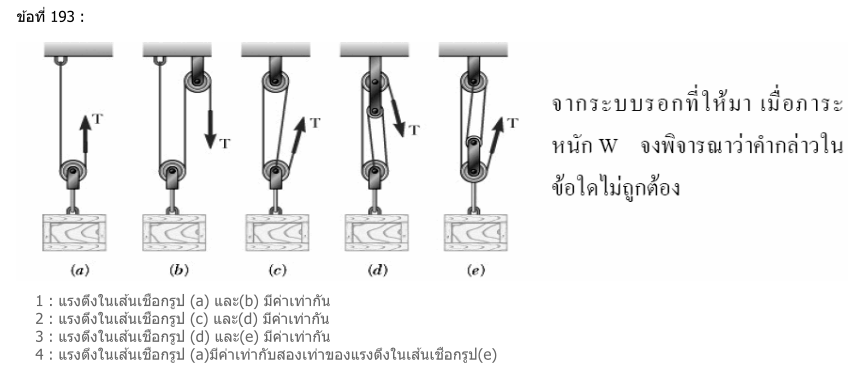 ข้อที่ 193 :
จากระบบรอกที่ให้มา เมื่อภาระ
หนัก W จงพิจารณาว่าคำกล่าวใน
ข้อใดไม่ถูกต้อง
T
T
T
T
T
(a)
(b)
(c)
(d)
(e)
1 : แรงดึงในเส้นเชือกรูป (a) และ(b) มีค่าเท่ากัน
2 : แรงดึงในเส้นเชือกรูป (c) และ(d) มีค่าเท่ากัน
3 : แรงดึงในเส้นเชือกรูป (d) และ(e) มีค่าเท่ากัน
4 : แรงดึงในเส้นเชือกรูป (a)มีค่าเท่ากับสองเท่าของแรงดึงในเส้นเชือกรูป(e)